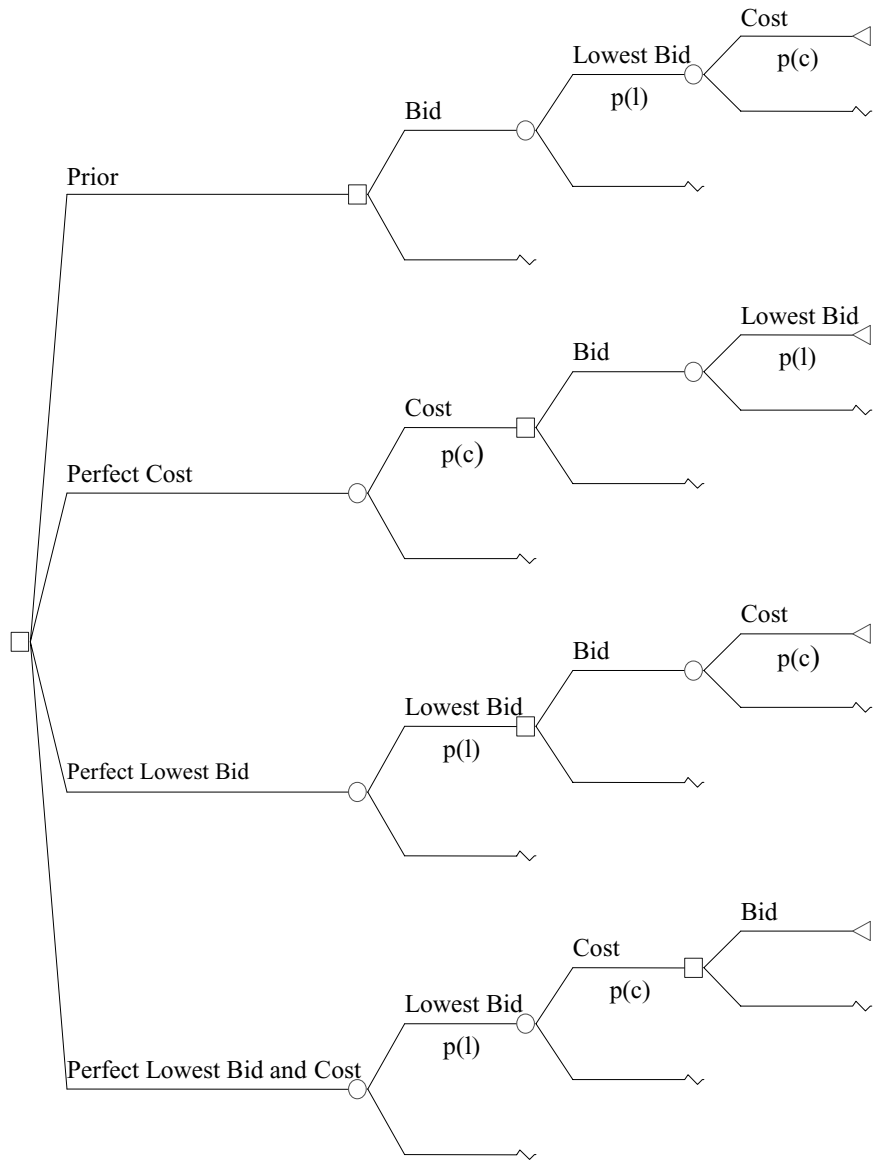 Cost
p(c)
Lowest Bid
p(l)
Bid
Prior
Lowest Bid
p(l)
Bid
Cost
p(c)
Perfect Cost
Cost
p(c)
Bid
Lowest Bid
p(l)
Perfect Lowest Bid
Bid
Cost
p(c)
Lowest Bid
p(l)
Perfect Lowest Bid and Cost